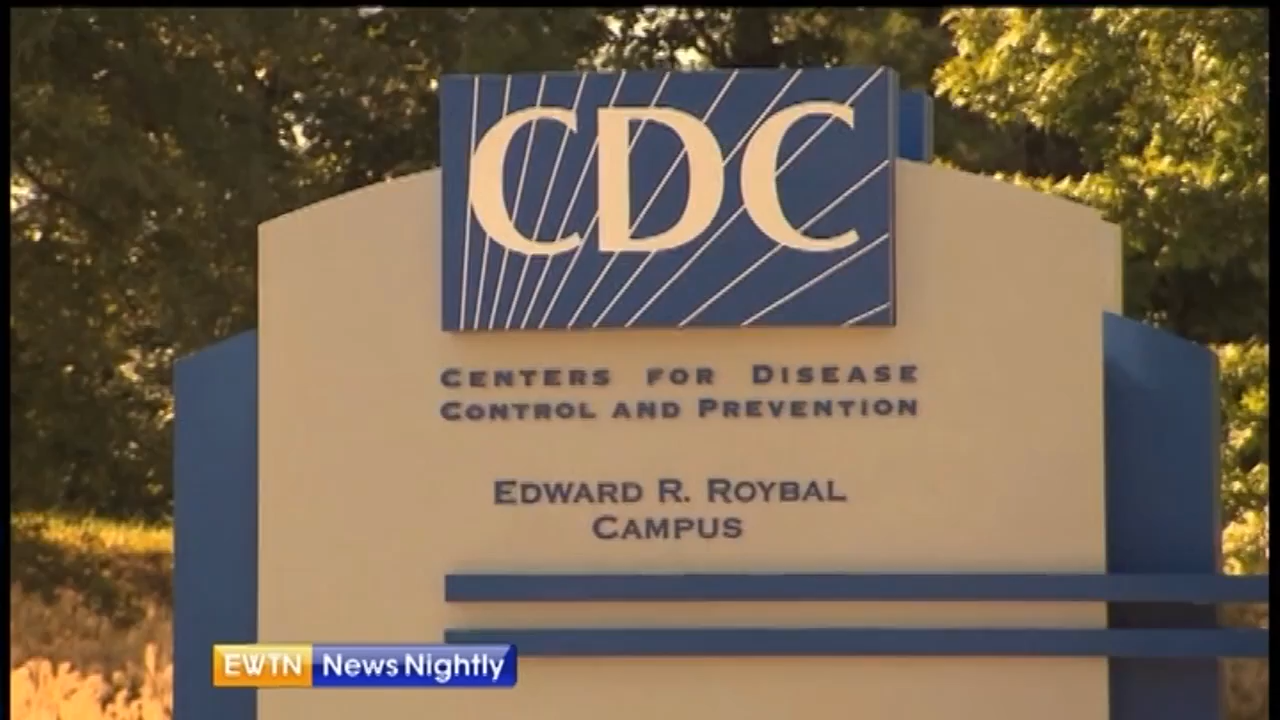 CDC
CENTERS FOR DISEASE
CONTROL AND PREVENTION
EDWARD R. ROYBAL
CAMPUS
EWTN News Nightly